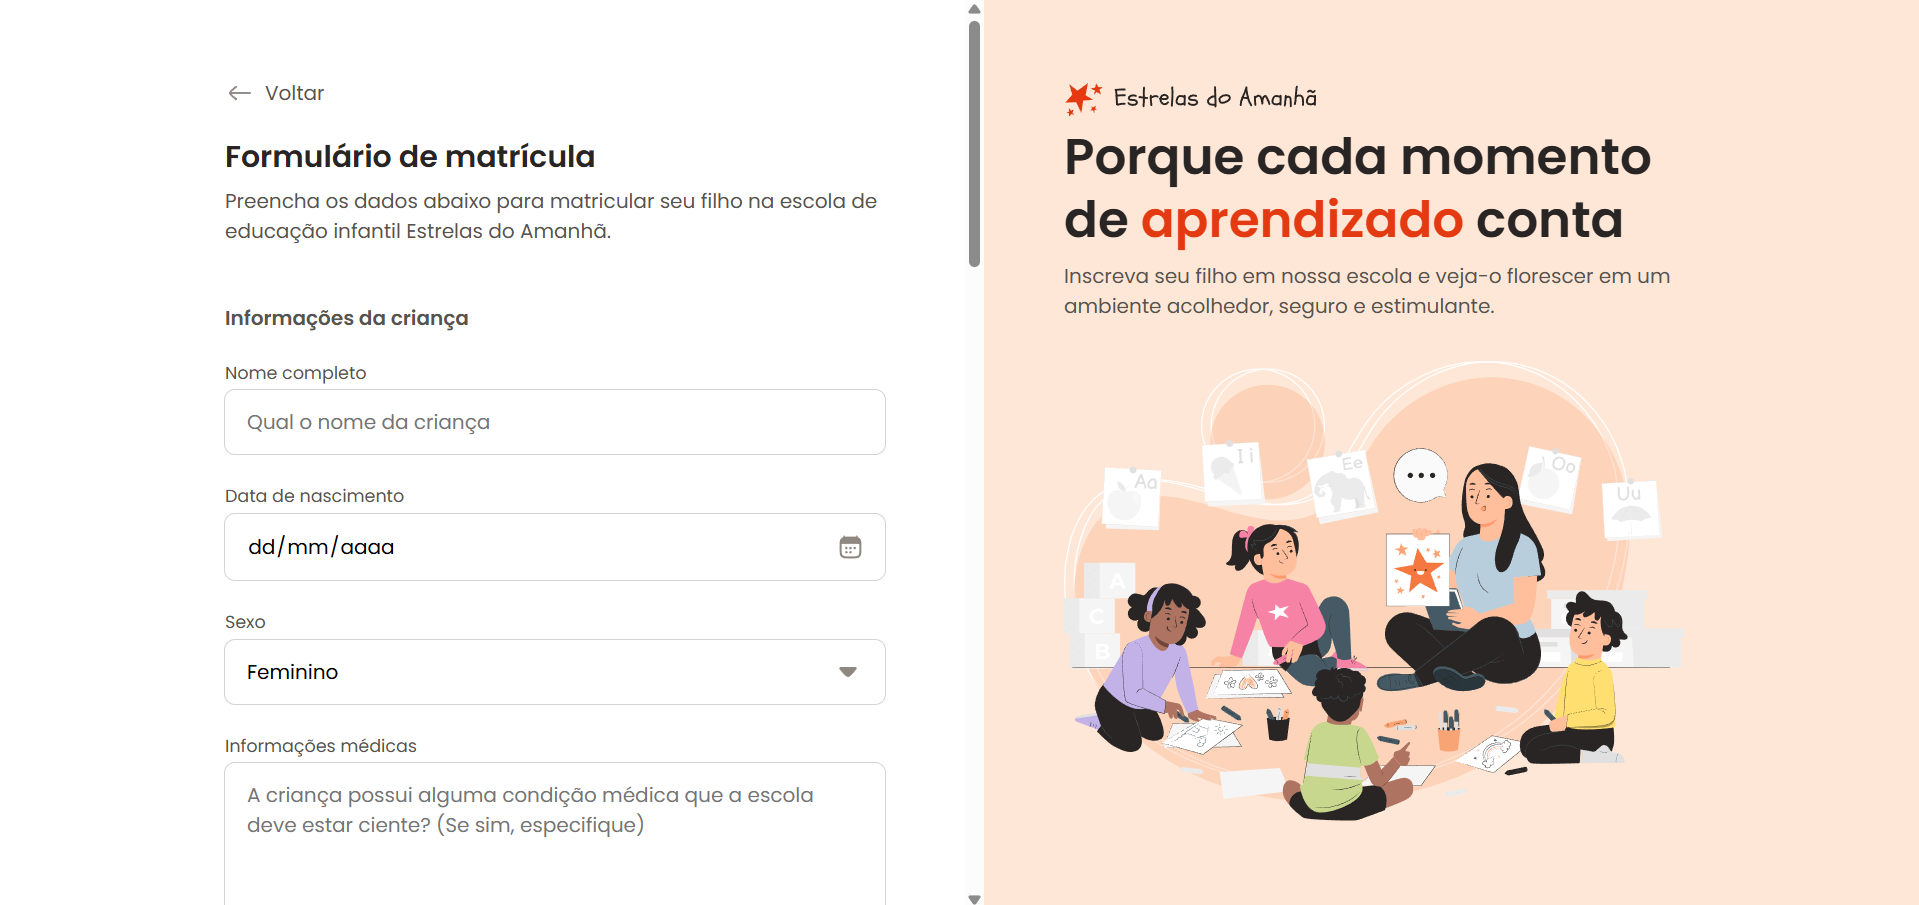 Voltar
Formulário de matrícula
Preencha os dados abaixo para matricular seu filho na escola de
educação infantil Estrelas do Amanhã.
Informações da criança
Nome completo
Qual o nome da criança
Data de nascimento
dd/mm/aaaa
Sexo
Feminino
Informações médicas
A criança possui alguma condição médica que a escola
deve estar ciente? (Se sim, especifique)
Estrelas do Amanhã
Porque cada momento
de aprendizado conta
Inscreva seu filho em nossa escola e veja-o florescer em um
ambiente acolhedor, seguro e estimulante.
Aa
Ii
Ee
Oo
Uu
A
C
B